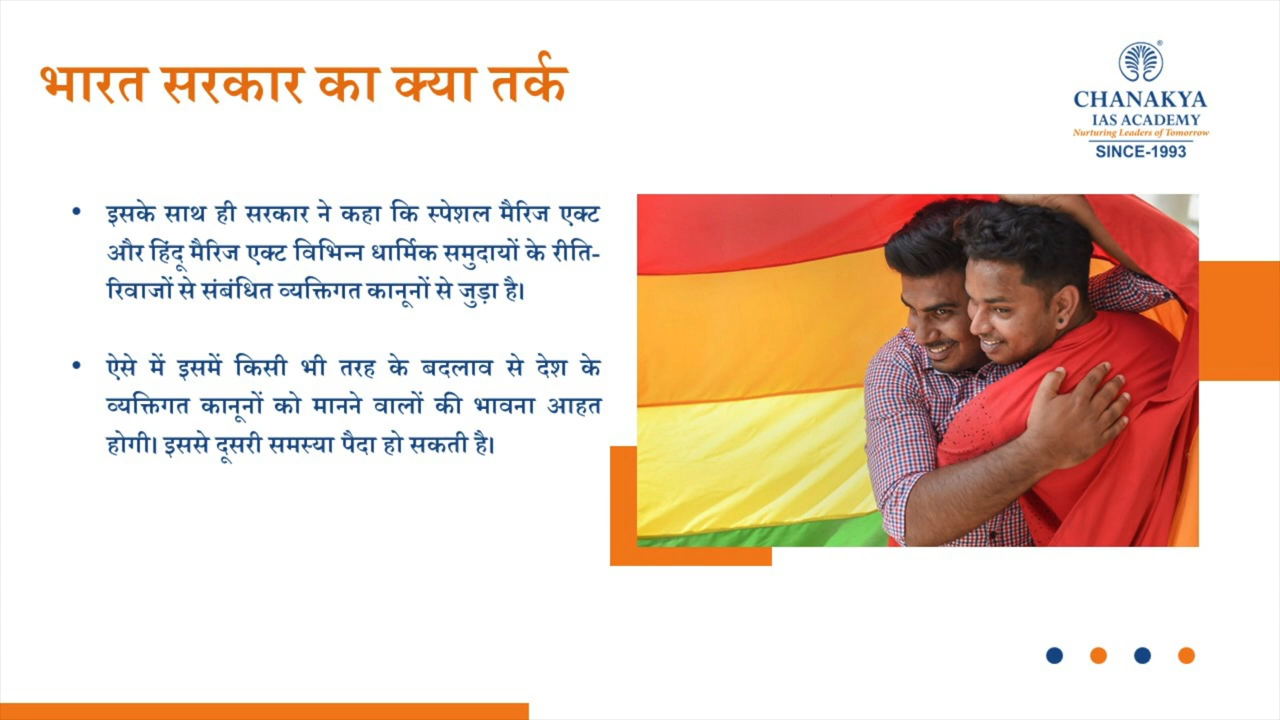 भारत सरकार का क्या तर्क
CHANAKYA
IAS ACADEMY
Nurturing Leaders of Tomorrow
SINCE-1993
• इसके साथ ही सरकार ने कहा कि स्पेशल मैरिज एक्ट
और हिंदू मैरिज एक्ट विभिन्न धार्मिक समुदायों के रीति-
रिवाजों से संबंधित व्यक्तिगत कानूनों से जुड़ा है।
• ऐसे में इसमें किसी भी तरह के बदलाव से देश के
व्यक्तिगत कानूनों को मानने वालों की भावना आहत
होगी। इससे दूसरी समस्या पैदा हो सकती है।